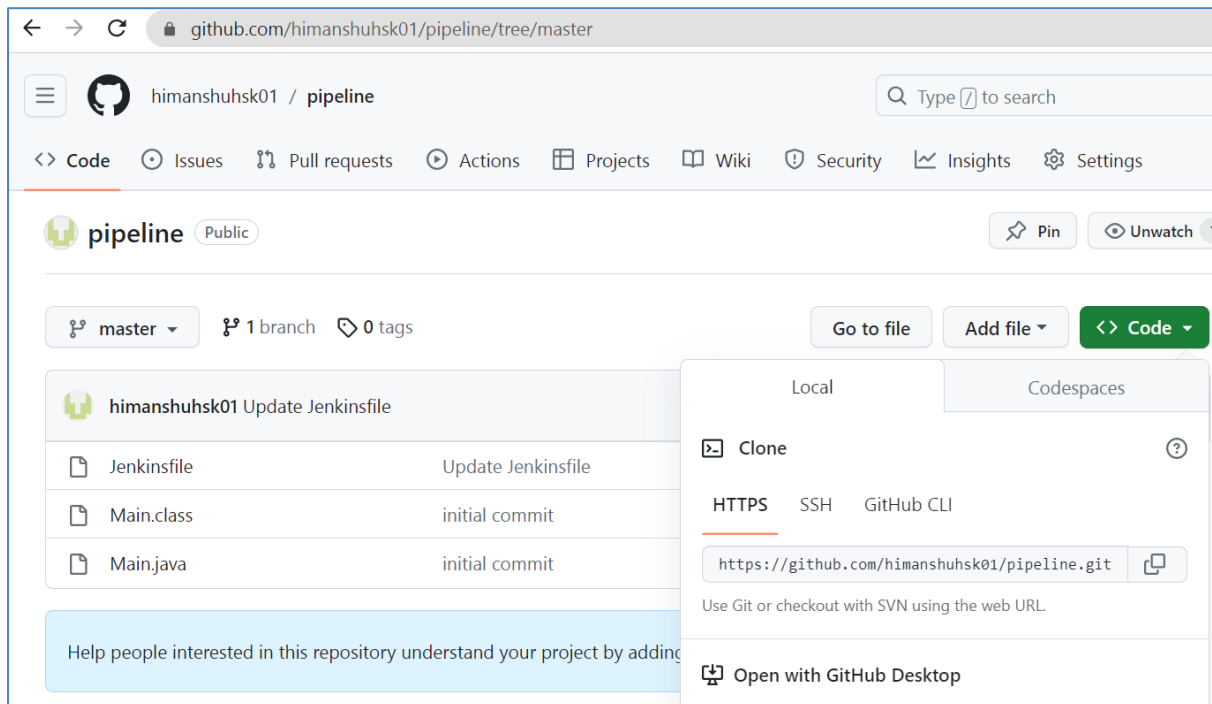 github.com/himanshuhsk01/pipeline/tree/master
himanshuhsk01 / pipeline
Type / to search
Code Issues Pull requests Actions Projects Wiki Security Insights Settings
pipeline Public
Pin Unwatch
master 1 branch 0 tags
Go to file Add file Code
himanshuhsk01 Update Jenkinsfile
Jenkinsfile Update Jenkinsfile
Main.class initial commit
Main.java initial commit
Help people interested in this repository understand your project by adding
Local Codespaces
Clone
HTTPS SSH GitHub CLI
https://github.com/himanshuhsk01/pipeline.git
Use Git or checkout with SVN using the web URL.
Open with GitHub Desktop